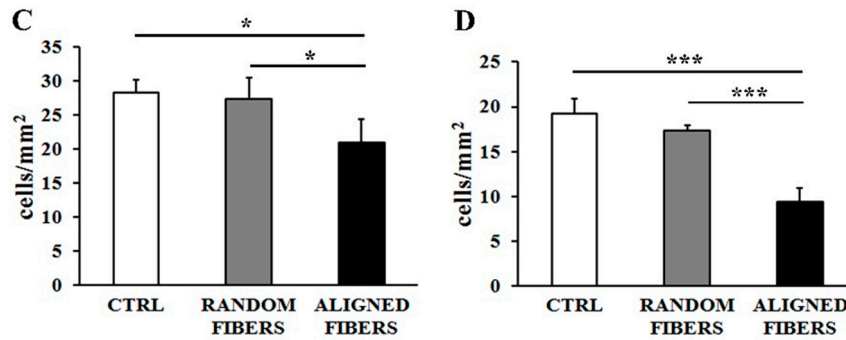 C
*
*
35
30
25
20
15
10
5
0
cells/mm²
CTRL
RANDOM FIBERS
ALIGNED FIBERS
D
***
***
25
20
15
10
5
0
cells/mm²
CTRL
RANDOM FIBERS
ALIGNED FIBERS